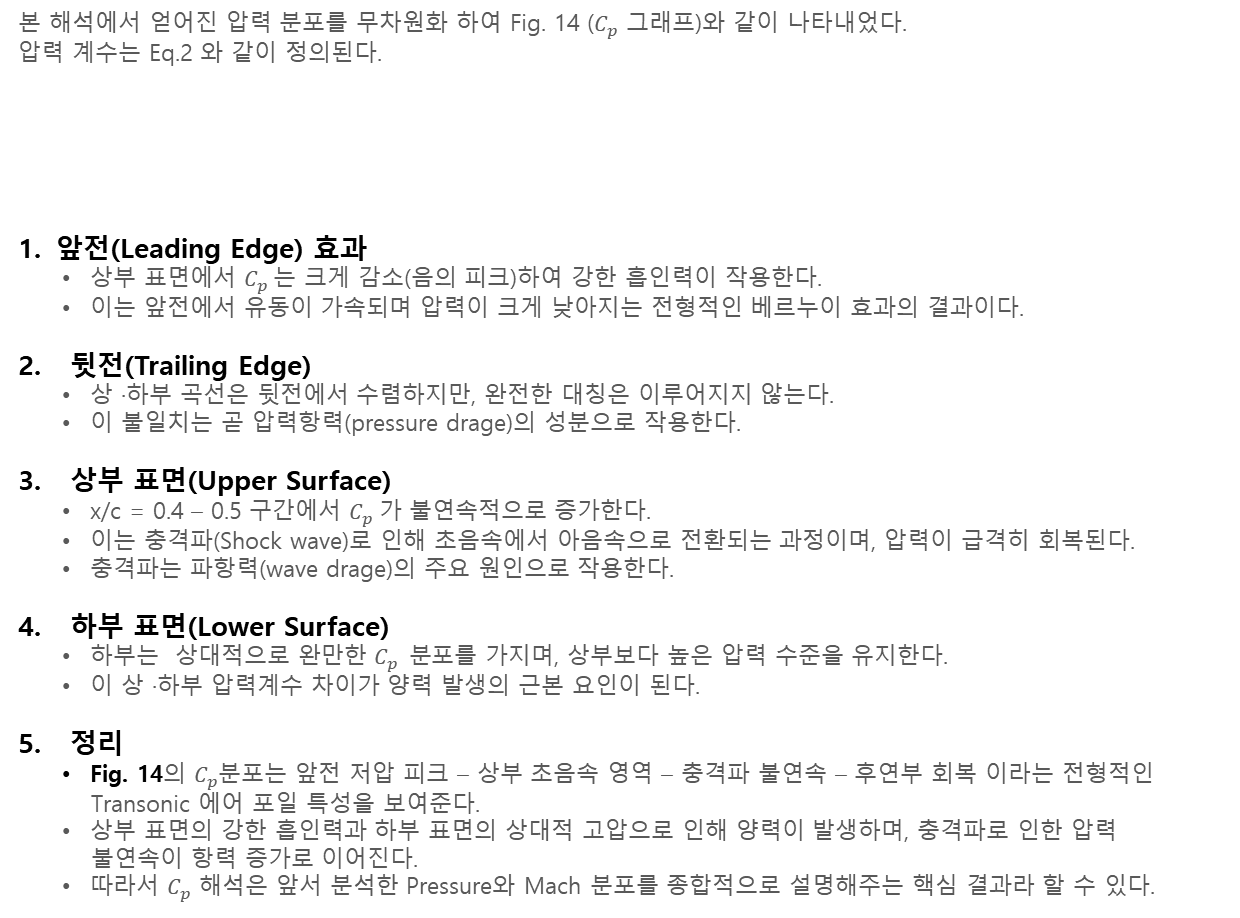 본 해석에서 얻어진 압력 분포를 무차원화 하여 Fig. 14 (C_p 그래프)와 같이 나타내었다.
압력 계수는 Eq.2 와 같이 정의된다.
1. 앞전(Leading Edge) 효과
• 상부 표면에서 C_p 는 크게 감소(음의 피크)하여 강한 흡인력이 작용한다.
• 이는 앞전에서 유동이 가속되며 압력이 크게 낮아지는 전형적인 베르누이 효과의 결과이다.
2. 뒷전(Trailing Edge)
• 상 ·하부 곡선은 뒷전에서 수렴하지만, 완전한 대칭은 이루어지지 않는다.
• 이 불일치는 곧 압력항력(pressure drage)의 성분으로 작용한다.
3. 상부 표면(Upper Surface)
• x/c = 0.4 – 0.5 구간에서 C_p 가 불연속적으로 증가한다.
• 이는 충격파(Shock wave)로 인해 초음속에서 아음속으로 전환되는 과정이며, 압력이 급격히 회복된다.
• 충격파는 파항력(wave drage)의 주요 원인으로 작용한다.
4. 하부 표면(Lower Surface)
• 하부는 상대적으로 완만한 C_p 분포를 가지며, 상부보다 높은 압력 수준을 유지한다.
• 이 상 ·하부 압력계수 차이가 양력 발생의 근본 요인이 된다.
5. 정리
• Fig. 14의 C_p분포는 앞전 저압 피크 – 상부 초음속 영역 – 충격파 불연속 – 후연부 회복 이라는 전형적인
Transonic 에어 포일 특성을 보여준다.
• 상부 표면의 강한 흡인력과 하부 표면의 상대적 고압으로 인해 양력이 발생하며, 충격파로 인한 압력
불연속이 항력 증가로 이어진다.
• 따라서 C_p 해석은 앞서 분석한 Pressure와 Mach 분포를 종합적으로 설명해주는 핵심 결과라 할 수 있다.